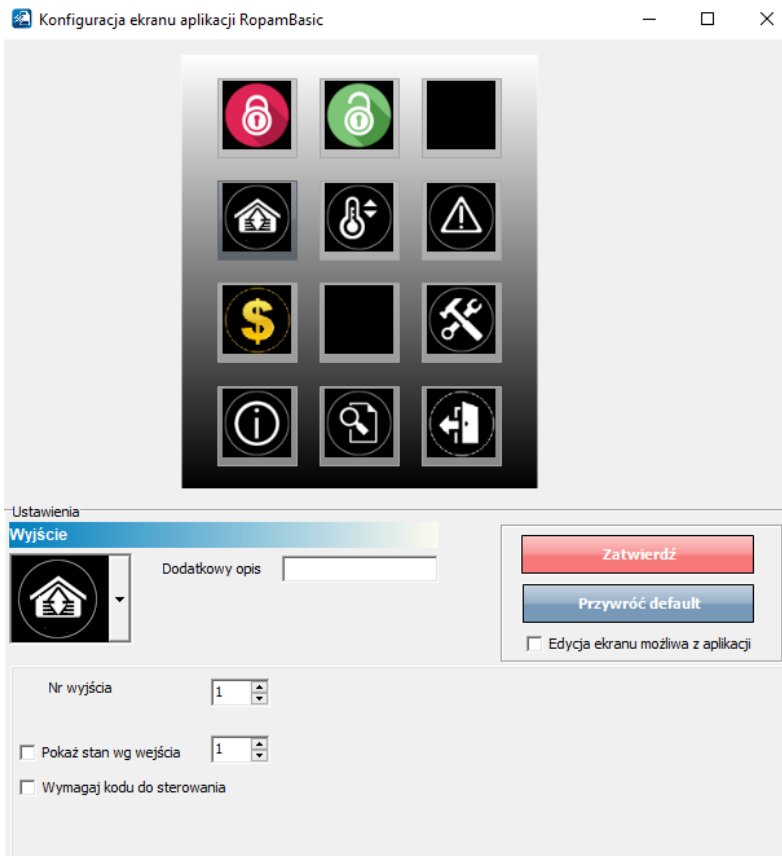 Konfiguracja ekranu aplikacji RopamBasic
Ustawienia
Wyjście
Dodatkowy opis
Zatwierdź
Przywróć default
Edycja ekranu możliwa z aplikacji
Nr wyjścia 1
Pokaż stan wg wejścia 1
Wymagaj kodu do sterowania